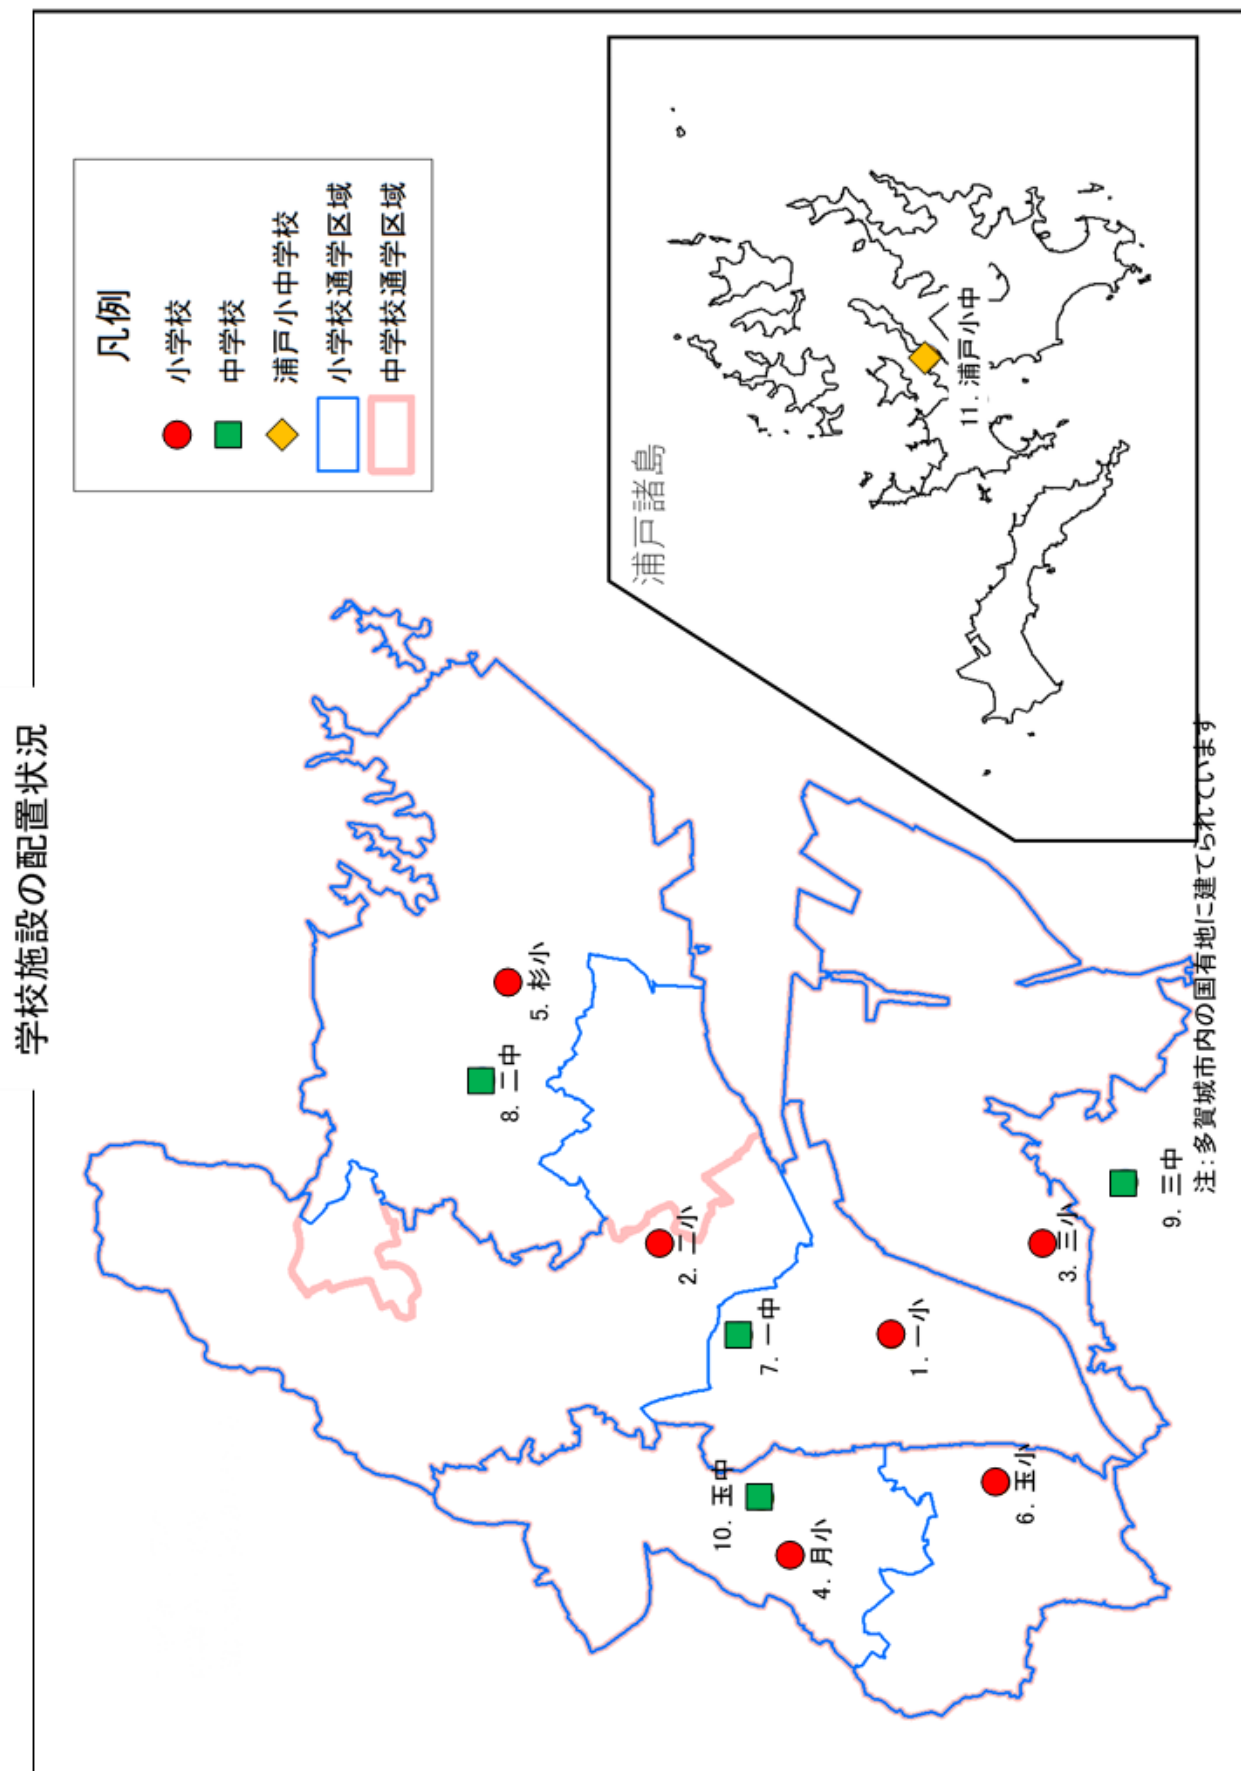 学校施設の配置状況
凡例
小学校
中学校
浦戸小中学校
小学校通学区域
中学校通学区域
浦戸諸島
11. 浦戸小中
5. 杉小
8. 二中
2. 二小
7. 一中
1. 一小
3. 三小
9. 三中
注:多賀城市内の国有地に建てられています
10. 玉中
4. 月小
6. 玉小